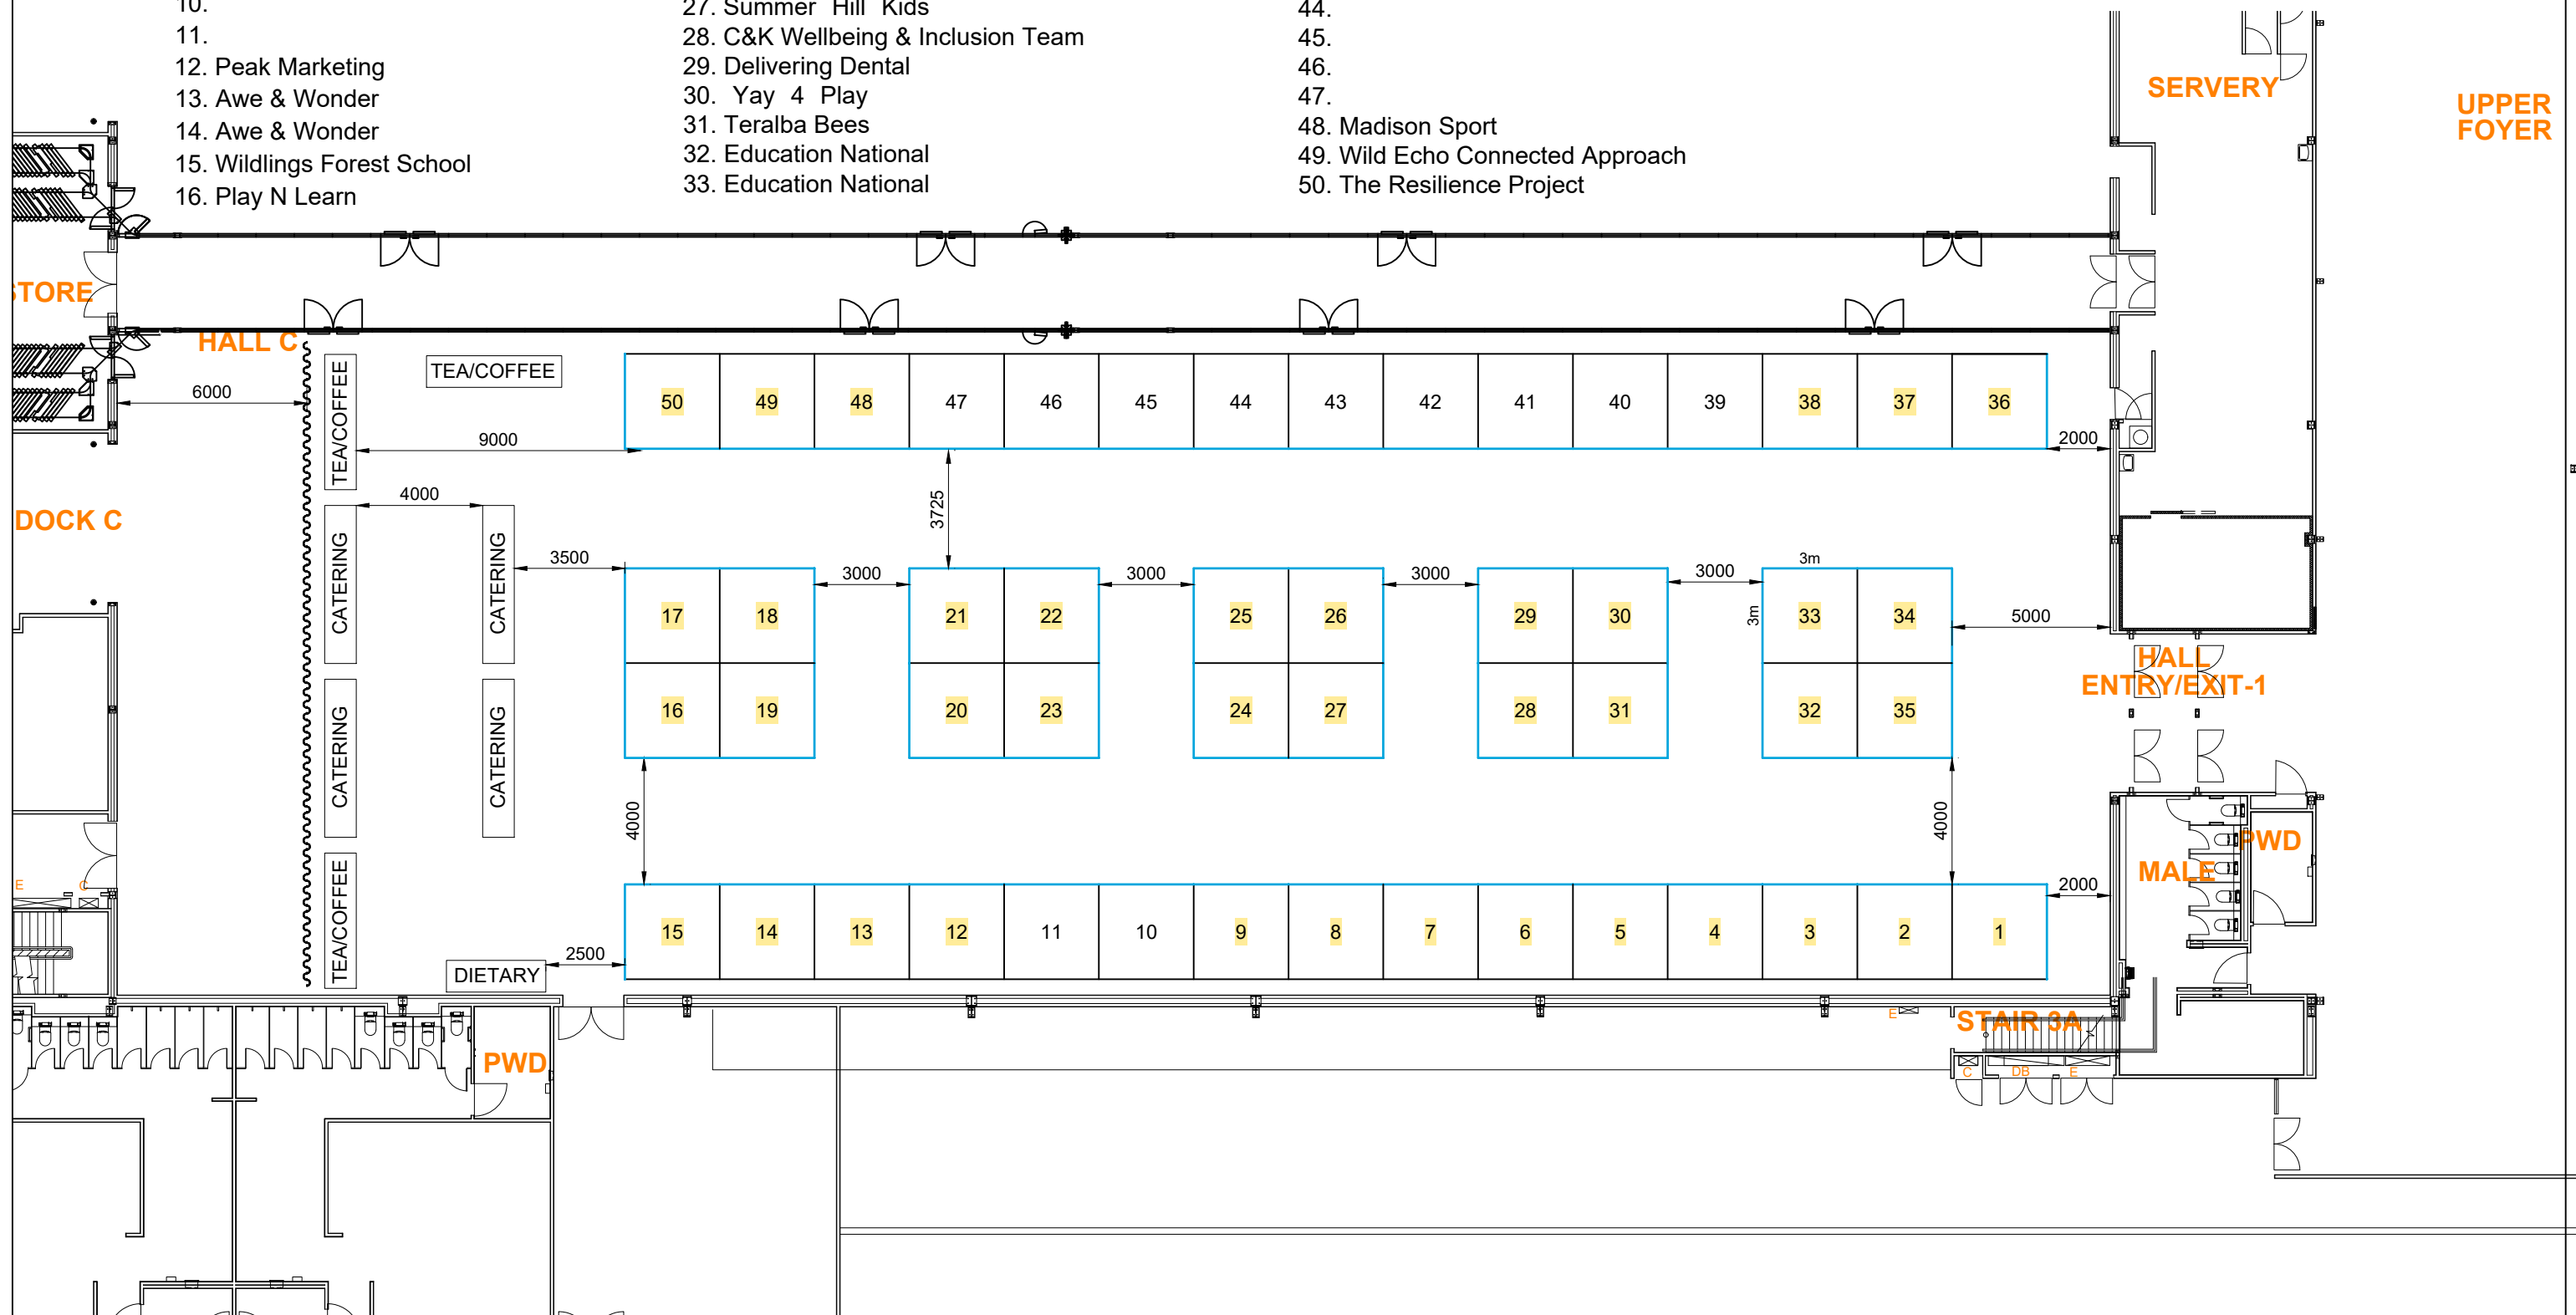 10.
11.
12. Peak Marketing
13. Awe & Wonder
14. Awe & Wonder
15. Wildlings Forest School
16. Play N Learn
27. Summer Hill Kids
28. C&K Wellbeing & Inclusion Team
29. Delivering Dental
30. Yay 4 Play
31. Teralba Bees
32. Education National
33. Education National
44.
45.
46.
47.
48. Madison Sport
49. Wild Echo Connected Approach
50. The Resilience Project
SERVERY
UPPER
FOYER
STORE
HALL C
6000
TEA/COFFEE
TEA/COFFEE
9000
50 49 48 47 46 45 44 43 42 41 40 39 38 37 36
2000
DOCK C
4000
3725
CATERING
CATERING
3500
3000
3000
3000
3000
3m
3m
5000
17 18 21 22 25 26 29 30 33 34
16 19 20 23 24 27 28 31 32 35
HALL
ENTRY/EXIT-1
CATERING
CATERING
4000
4000
PWD
MALE
E C
TEA/COFFEE
2000
15 14 13 12 11 10 9 8 7 6 5 4 3 2 1
2500
DIETARY
E
STAIR 3A
PWD
C DB E